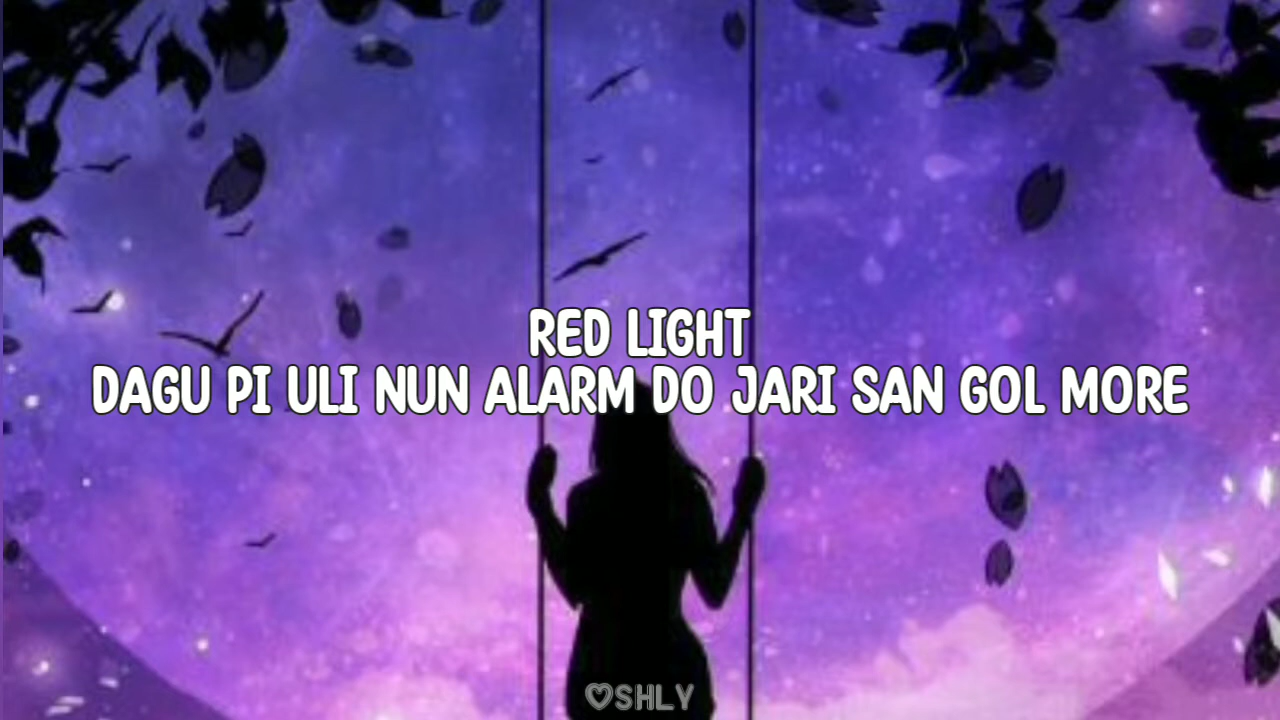 RED LIGHT
DAGU PI ULI NUN ALARM DO JARI SAN GOL MORE
♡SHLY